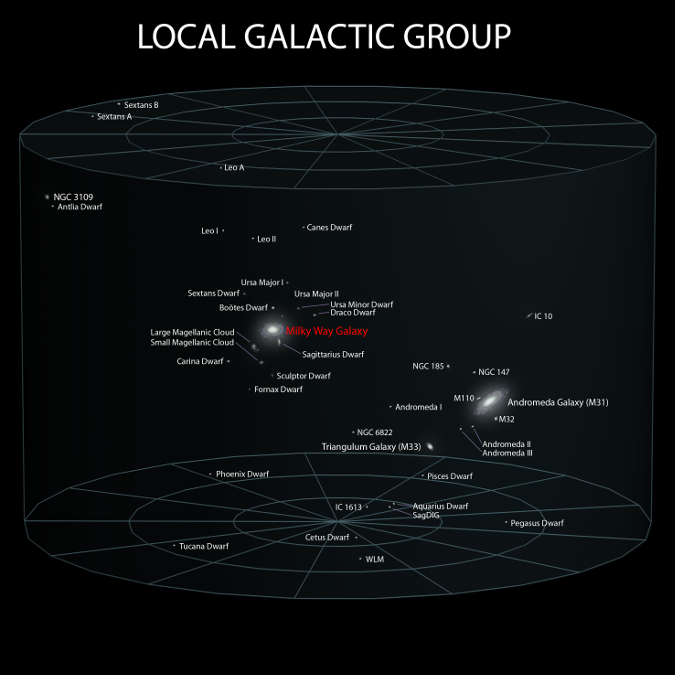 LOCAL GALACTIC GROUP
Sextans B
Sextans A
Leo A
NGC 3109
Antlia Dwarf
Leo I
Canes Dwarf
Leo II
Ursa Major I
Sextans Dwarf
Ursa Major II
Ursa Minor Dwarf
Boötes Dwarf
Draco Dwarf
IC 10
Milky Way Galaxy
Large Magellanic Cloud
Small Magellanic Cloud
Sagittarius Dwarf
Carina Dwarf
NGC 185
NGC 147
Sculptor Dwarf
Fornax Dwarf
M110
Andromeda Galaxy (M31)
Andromeda I
M32
NGC 6822
Triangulum Galaxy (M33)
Andromeda II
Andromeda III
Phoenix Dwarf
Pisces Dwarf
IC 1613
Aquarius Dwarf
SagDIG
Pegasus Dwarf
Cetus Dwarf
Tucana Dwarf
WLM